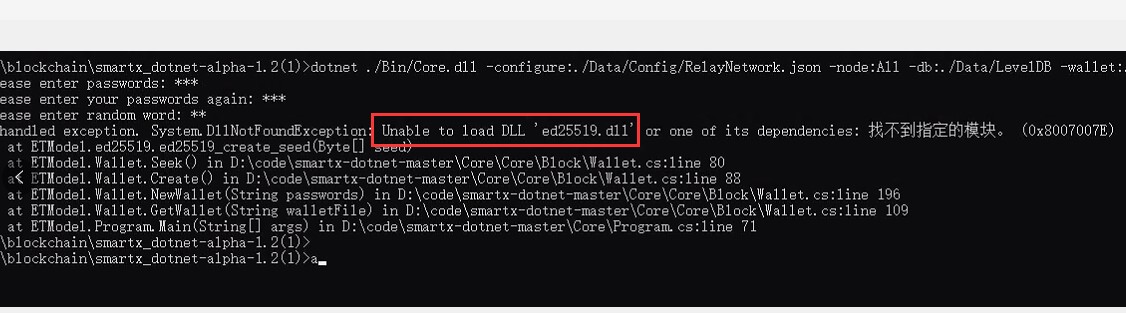 \blockchain\smartx_dotnet-alpha-1.2(1)>dotnet ./Bin/Core.dll -configure:./Data/Config/RelayNetwork.json -node:All -db:./Data/LevelDB -wallet:.
ease enter passwords: ***
ease enter your passwords again: ***
ease enter random word: **
handled exception. System.DllNotFoundException: Unable to load DLL 'ed25519.dll' or one of its dependencies: 找不到指定的模块。 (0x8007007E)
at ETModel.ed25519.ed25519_create_seed(Byte[] seed)
at ETModel.Wallet.Seek() in D:\code\smartx-dotnet-master\Core\Core\Block\Wallet.cs:line 80
at ETModel.Wallet.Create() in D:\code\smartx-dotnet-master\Core\Core\Block\Wallet.cs:line 88
at ETModel.Wallet.NewWallet(String passwords) in D:\code\smartx-dotnet-master\Core\Core\Block\Wallet.cs:line 196
at ETModel.Wallet.GetWallet(String walletFile) in D:\code\smartx-dotnet-master\Core\Core\Block\Wallet.cs:line 109
at ETModel.Program.Main(String[] args) in D:\code\smartx-dotnet-master\Core\Program.cs:line 71
\blockchain\smartx_dotnet-alpha-1.2(1)>
\blockchain\smartx_dotnet-alpha-1.2(1)>a